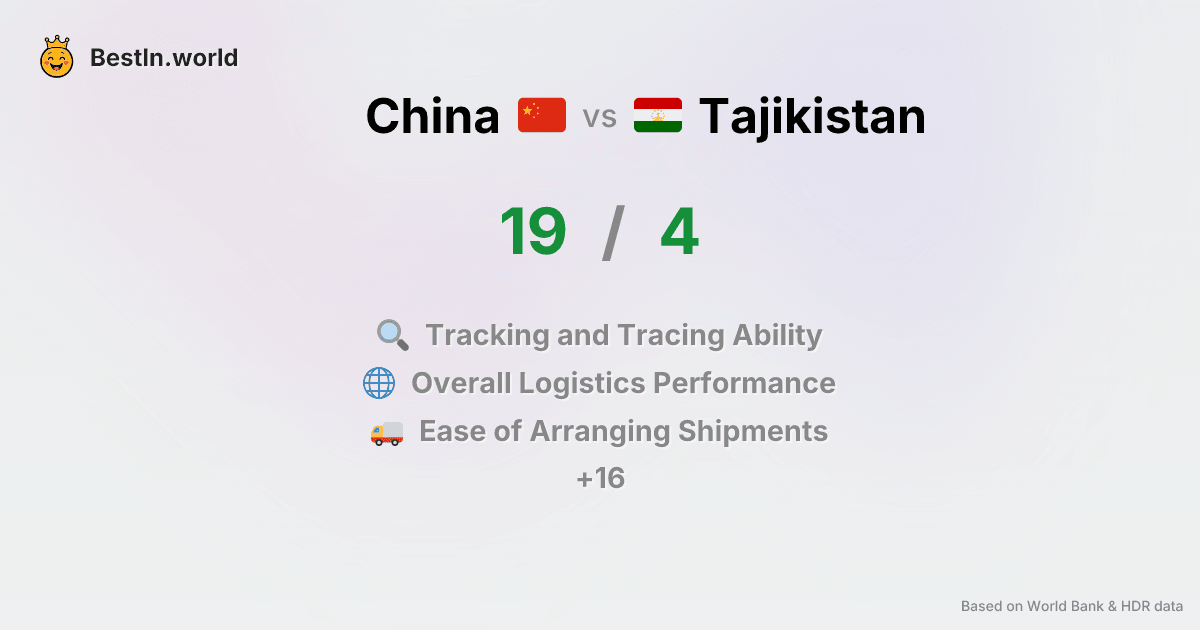 BestIn.world
China vs Tajikistan
19 / 4
Tracking and Tracing Ability
Overall Logistics Performance
Ease of Arranging Shipments
+16
Based on World Bank & HDR data